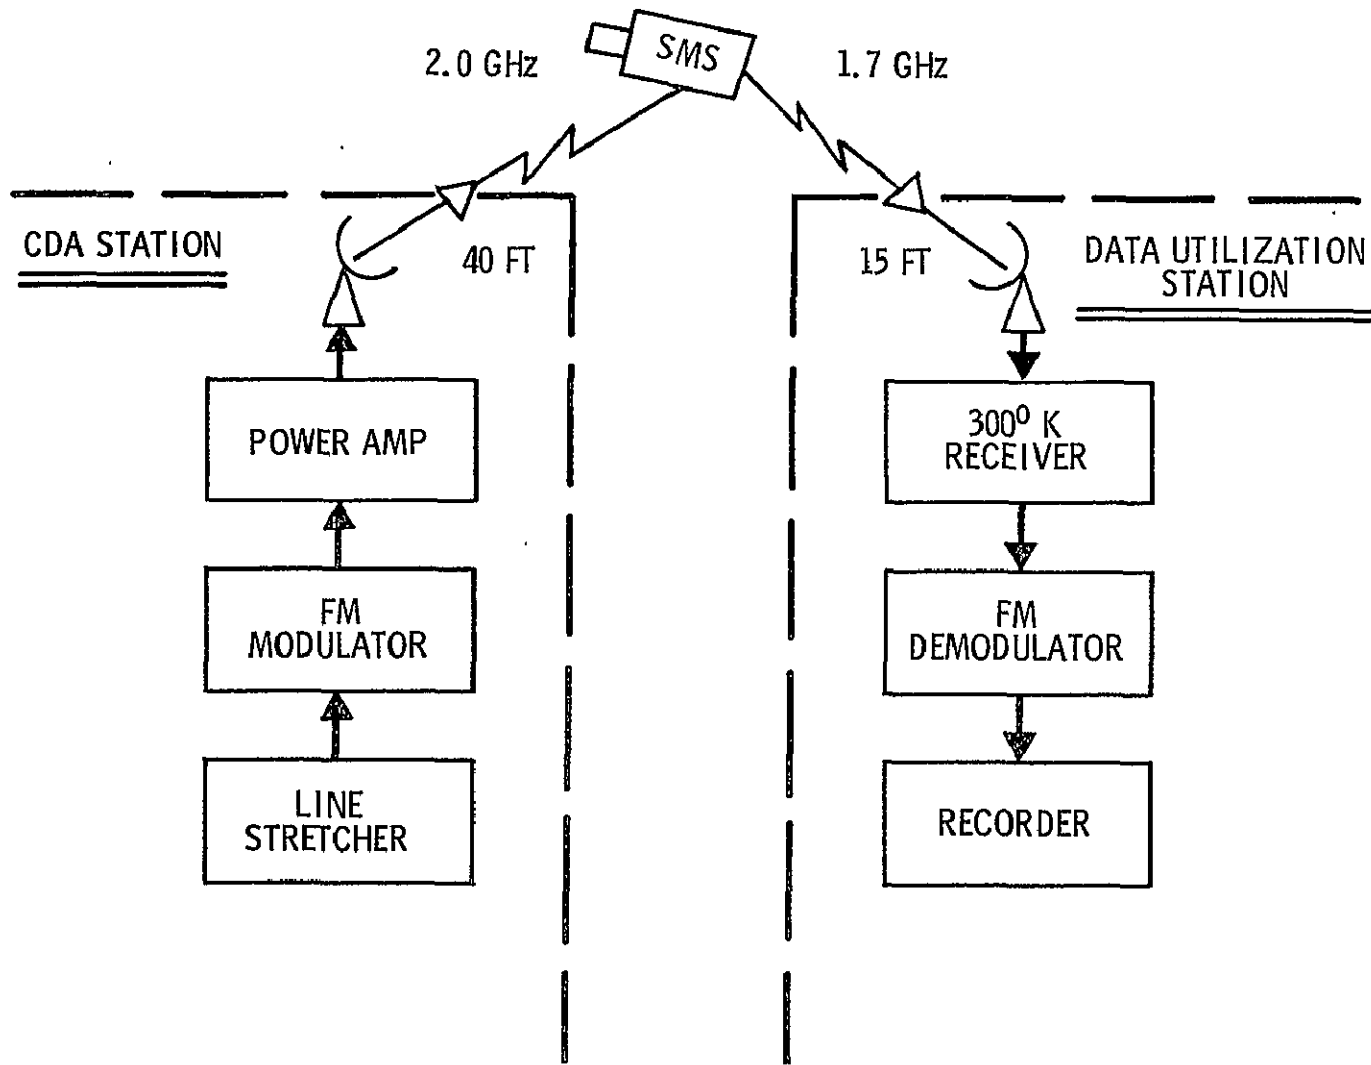 SMS
2.0 GHz
1.7 GHz
CDA STATION
40 FT
15 FT
DATA UTILIZATION
STATION
POWER AMP
300⁰ K
RECEIVER
FM
MODULATOR
FM
DEMODULATOR
LINE
STRETCHER
RECORDER